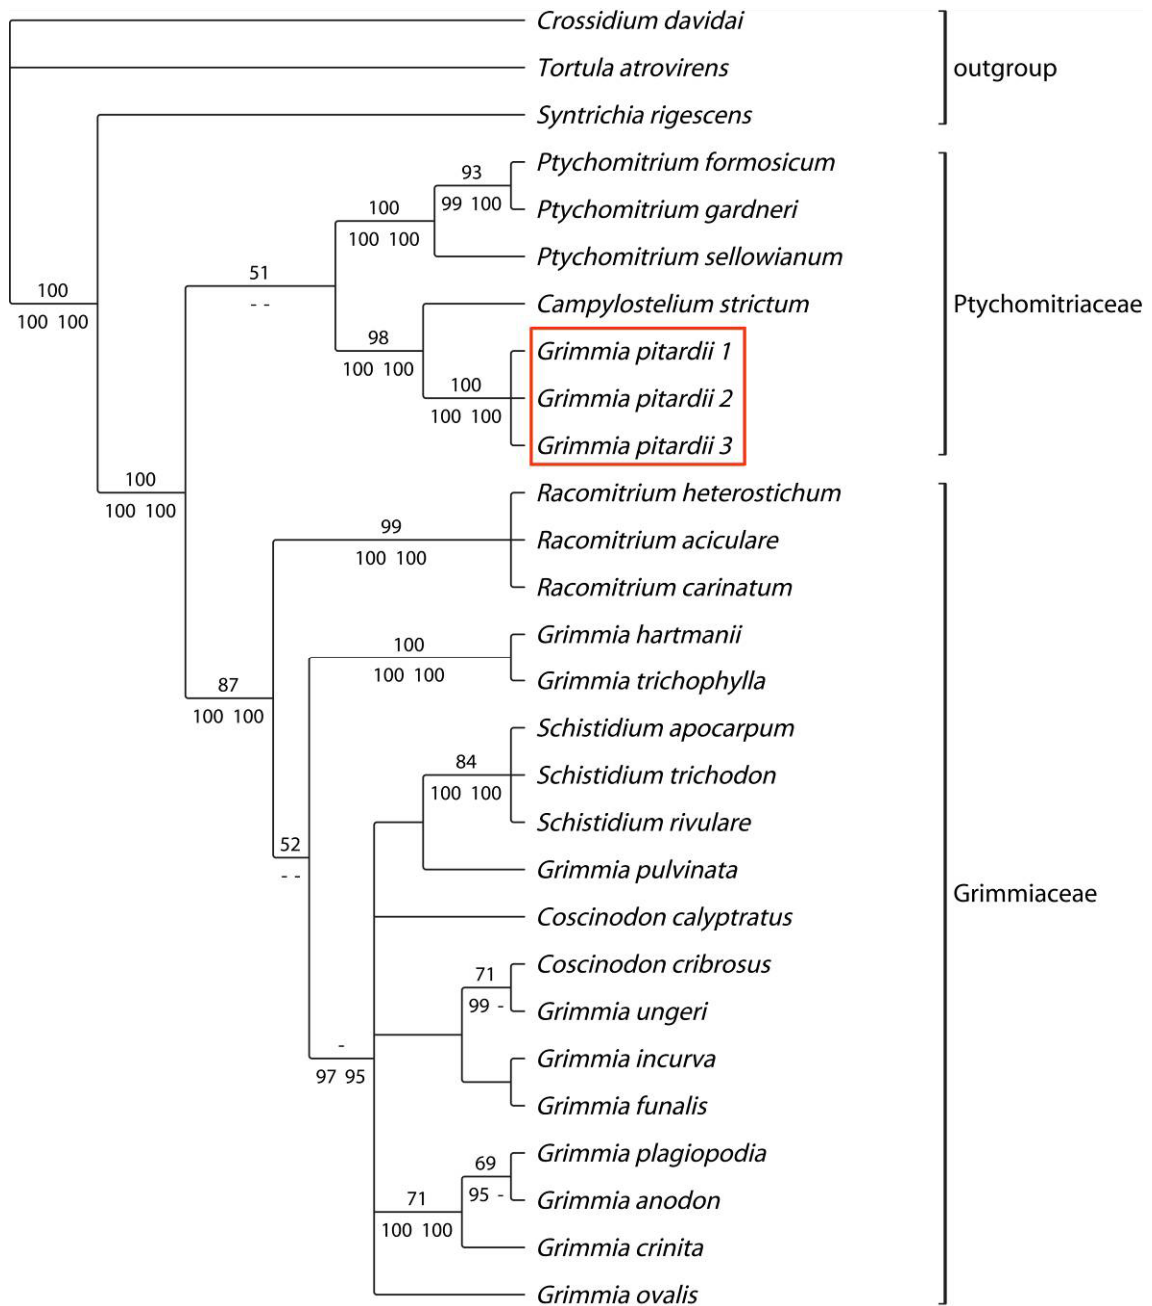 Crossidium davidai
Tortula atrovirens
outgroup
Syntrichia rigescens
Ptychomitrium formosicum
93
99 100
Ptychomitrium gardneri
100
100 100
Ptychomitrium sellowianum
51
- -
Campylostelium strictum
Ptychomitriaceae
100
100 100
98
100 100
Grimmia pitardii 1
100
100 100
Grimmia pitardii 2
Grimmia pitardii 3
100
100 100
Racomitrium heterostichum
99
100 100
Racomitrium aciculare
Racomitrium carinatum
Grimmia hartmanii
100
100 100
Grimmia trichophylla
87
100 100
Schistidium apocarpum
84
100 100
Schistidium trichodon
Schistidium rivulare
52
- -
Grimmia pulvinata
Grimmiaceae
Coscinodon calyptratus
Coscinodon cribrosus
71
99 -
Grimmia ungeri
-
97 95
Grimmia incurva
Grimmia funalis
Grimmia plagiopodia
69
95 -
Grimmia anodon
71
100 100
Grimmia crinita
Grimmia ovalis